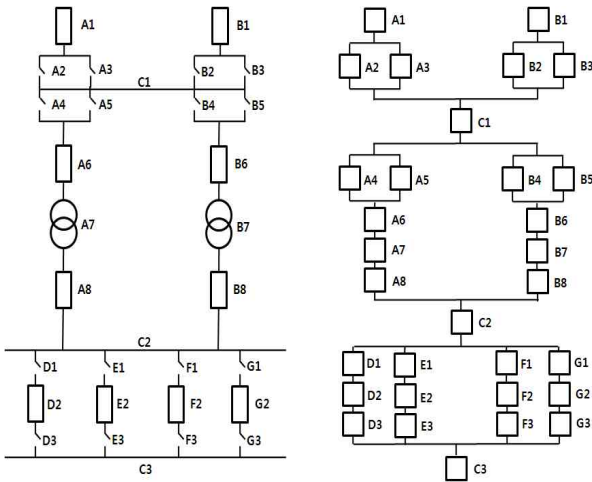 A1
B1
A2
A3
B2
B3
C1
A4
A5
B4
B5
A6
B6
A7
B7
A8
B8
C2
D1
E1
F1
G1
D2
E2
F2
G2
D3
E3
F3
G3
C3
A1
B1
A2
A3
B2
B3
C1
A4
A5
B4
B5
A6
B6
A7
B7
A8
B8
C2
D1
E1
F1
G1
D2
E2
F2
G2
D3
E3
F3
G3
C3